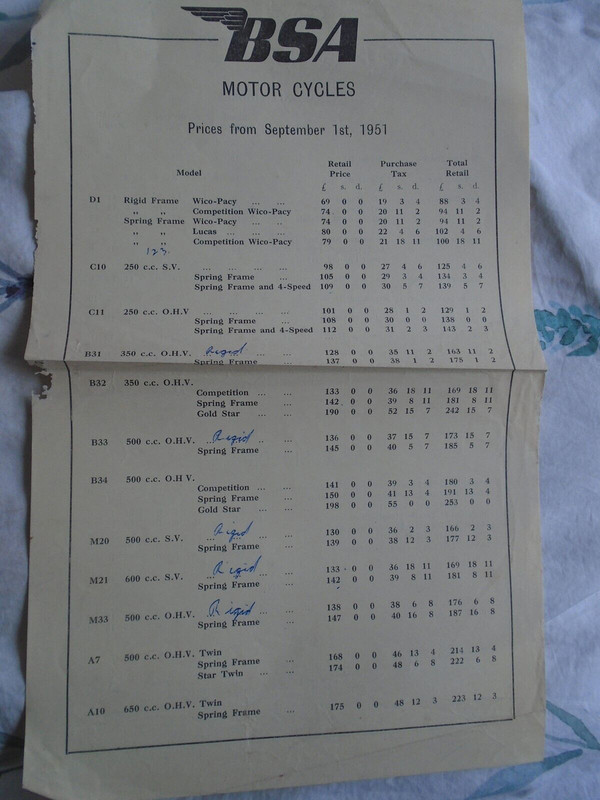 BSA
MOTOR CYCLES
Prices from September 1st, 1951
Model Retail Price Purchase Tax Total Retail
£ s. d. £ s. d. £ s. d.
D1 Rigid Frame Wico-Pacy ... ... 69 0 0 19 3 4 88 3 4
„ „ Competition Wico-Pacy 74 0 0 20 11 2 94 11 2
Spring Frame Wico-Pacy ... ... 74 0 0 20 11 2 94 11 2
„ „ Lucas ... ... ... 80 0 0 22 4 6 102 4 6
„ „ Competition Wico-Pacy 79 0 0 21 18 11 100 18 11
123.
C10 250 c.c. S.V. ... ... ... ... 98 0 0 27 4 6 125 4 6
Spring Frame ... 105 0 0 29 3 4 134 3 4
Spring Frame and 4-Speed 109 0 0 30 5 7 139 5 7
C11 250 c.c. O.H.V ... ... ... ... 101 0 0 28 1 2 129 1 2
Spring Frame ... 108 0 0 30 0 0 138 0 0
Spring Frame and 4-Speed 112 0 0 31 2 3 143 2 3
B31 350 c.c. O.H.V. Rigid ... ... 128 0 0 35 11 2 163 11 2
Spring Frame ... 137 0 0 38 1 2 175 1 2
B32 350 c.c. O.H.V.
Competition ... ... 133 0 0 36 18 11 169 18 11
Spring Frame ... 142 0 0 39 8 11 181 8 11
Gold Star ... ... 190 0 0 52 15 7 242 15 7
B33 500 c.c. O.H.V. ... Rigid .. ... 136 0 0 37 15 7 173 15 7
Spring Frame ... 145 0 0 40 5 7 185 5 7
B34 500 c.c. O.H V.
Competition ... ... 141 0 0 39 3 4 180 3 4
Spring Frame ... 150 0 0 41 13 4 191 13 4
Gold Star ... ... 198 0 0 55 0 0 253 0 0
M20 500 c.c. S.V. Rigid ... 130 0 0 36 2 3 166 2 3
Spring Frame ... 139 0 0 38 12 3 177 12 3
M21 600 c.c. S.V. Rigid ... ... 133 0 0 36 18 11 169 18 11
Spring Frame ... 142 0 0 39 8 11 181 8 11
M33 500 c.c. O.H.V. Rigid ... 138 0 0 38 6 8 176 6 8
Spring Frame ... 147 0 0 40 16 8 187 16 8
A7 500 c.c. O.H.V. Twin
Spring Frame ... 168 0 0 46 13 4 214 13 4
Star Twin ... ... 174 0 0 48 6 8 222 6 8
A10 650 c.c. O.H.V. Twin
Spring Frame ... 175 0 0 48 12 3 223 12 3